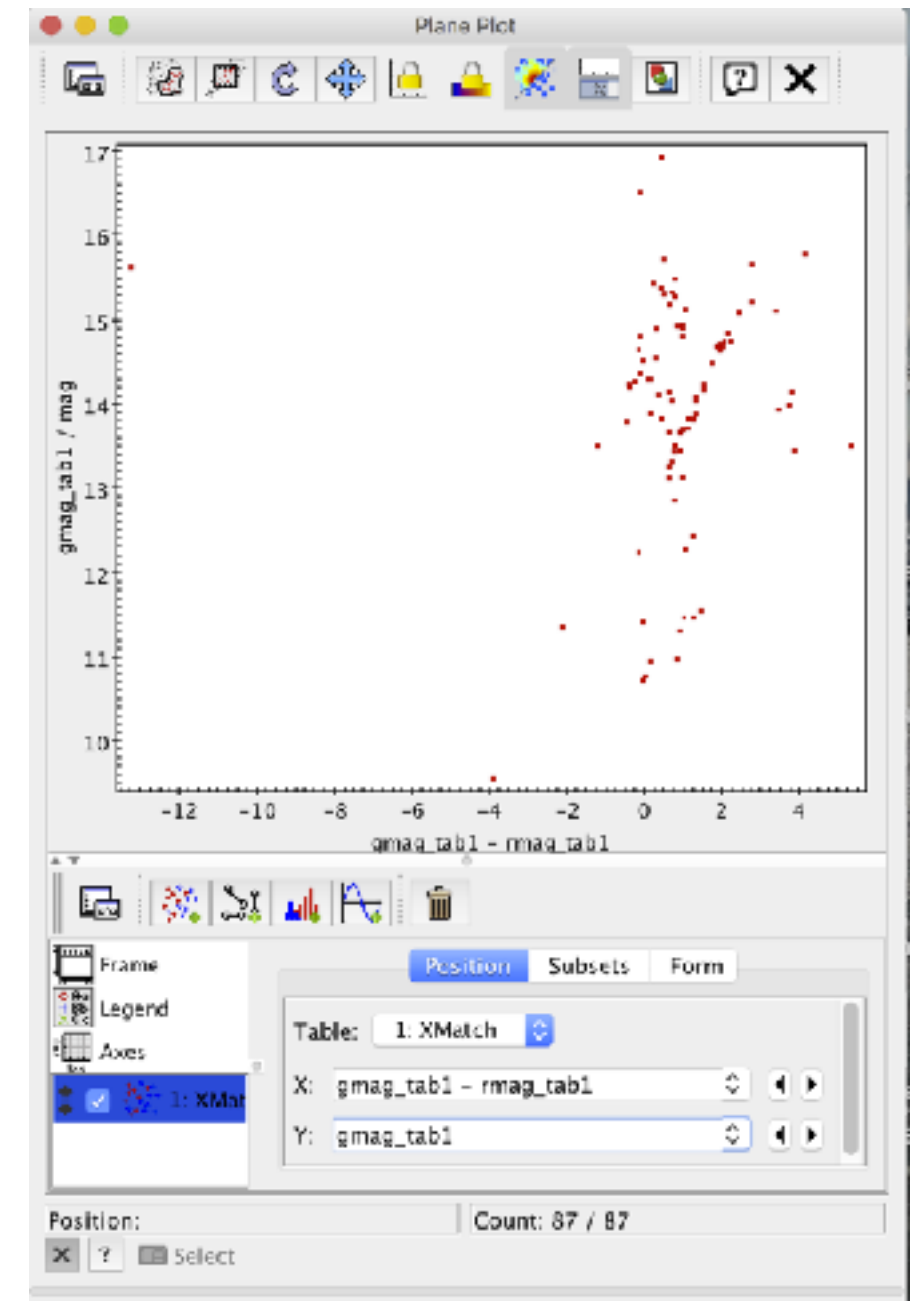 Plane Plot
17
16
15
14
13
12
11
10
gmag_tab1 / mag
-12 -10 -8 -6 -4 -2 0 2 4
gmag_tab1 - rmag_tab1
Frame
Legend
Axes
1: XMat
Position Subsets Form
Table: 1: XMatch
X: gmag_tab1 - rmag_tab1
Y: gmag_tab1
Position: Count: 87 / 87
Select